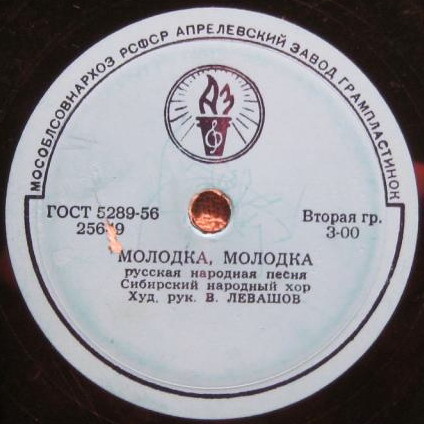 МОСОБЛСОВНАРХОЗ РСФСР АПРЕЛЕВСКИЙ ЗАВОД ГРАМПЛАСТИНОК
АЗ
ГОСТ 5289-56
Вторая гр.
3-00
МОЛОДКА, МОЛОДКА
русская народная песня
Сибирский народный хор
Худ. рук. В. ЛЕВАШОВ